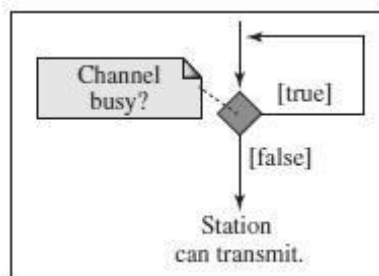 Channel
busy?
[true]
[false]
Station
can transmit.